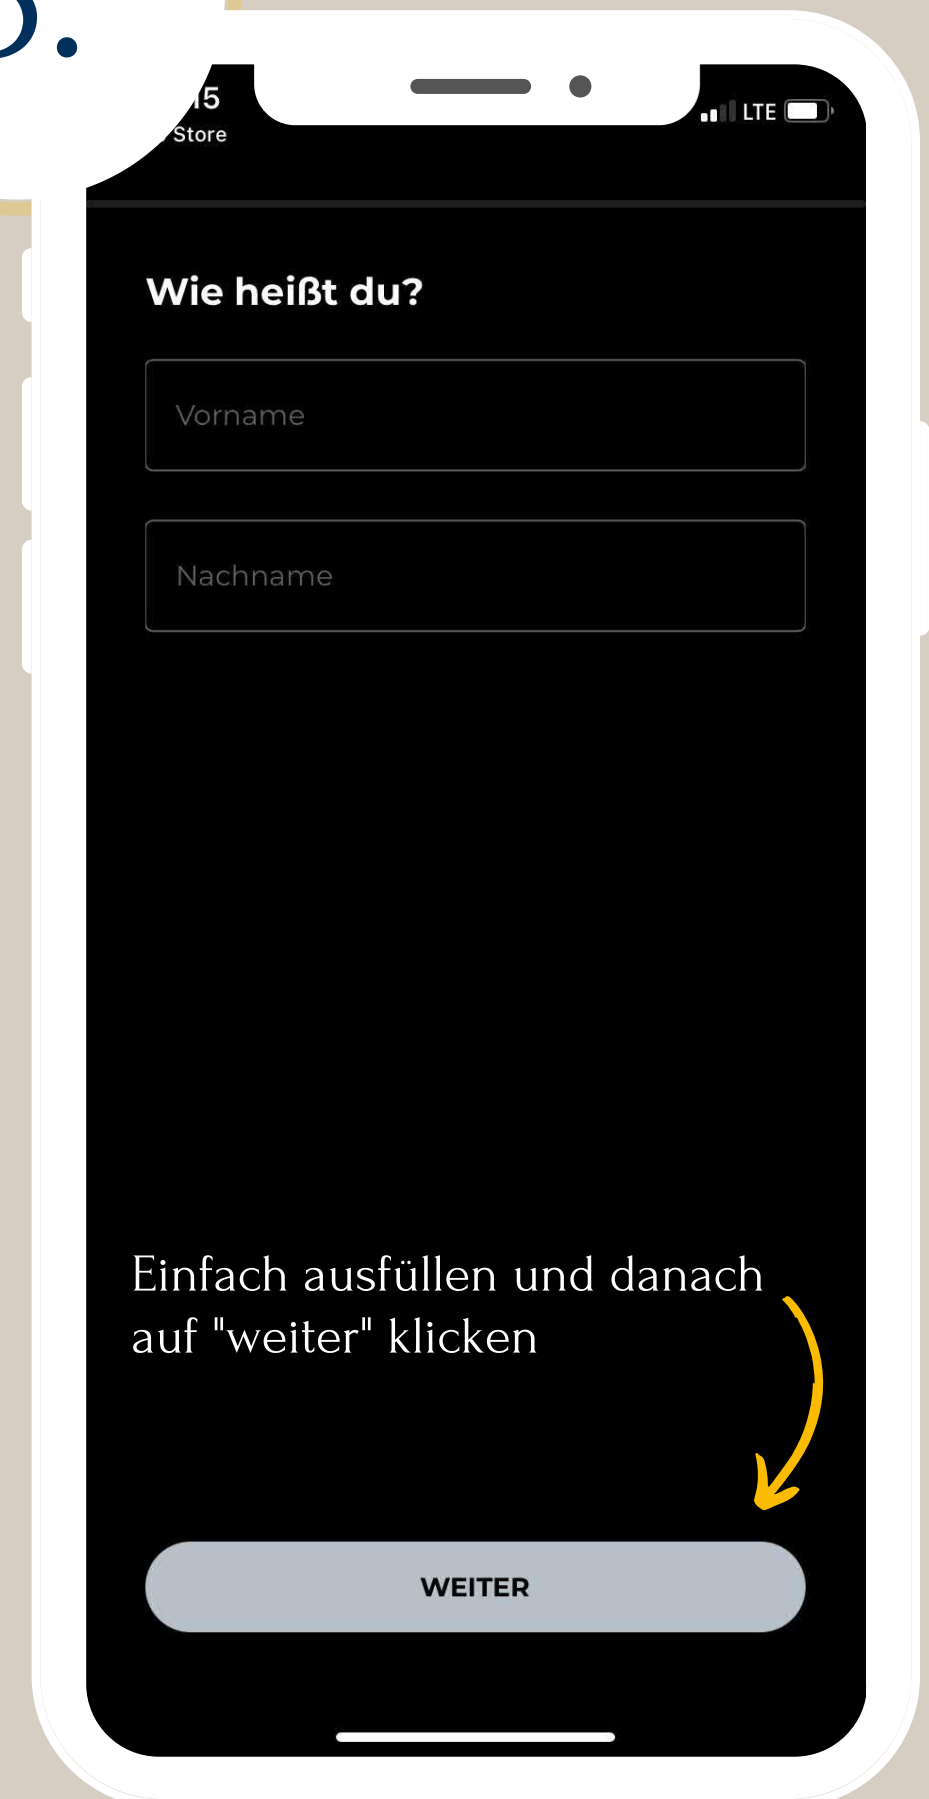 Store
LTE
Wie heißt du?
Vorname
Nachname
Einfach ausfüllen und danach
auf "weiter" klicken
WEITER